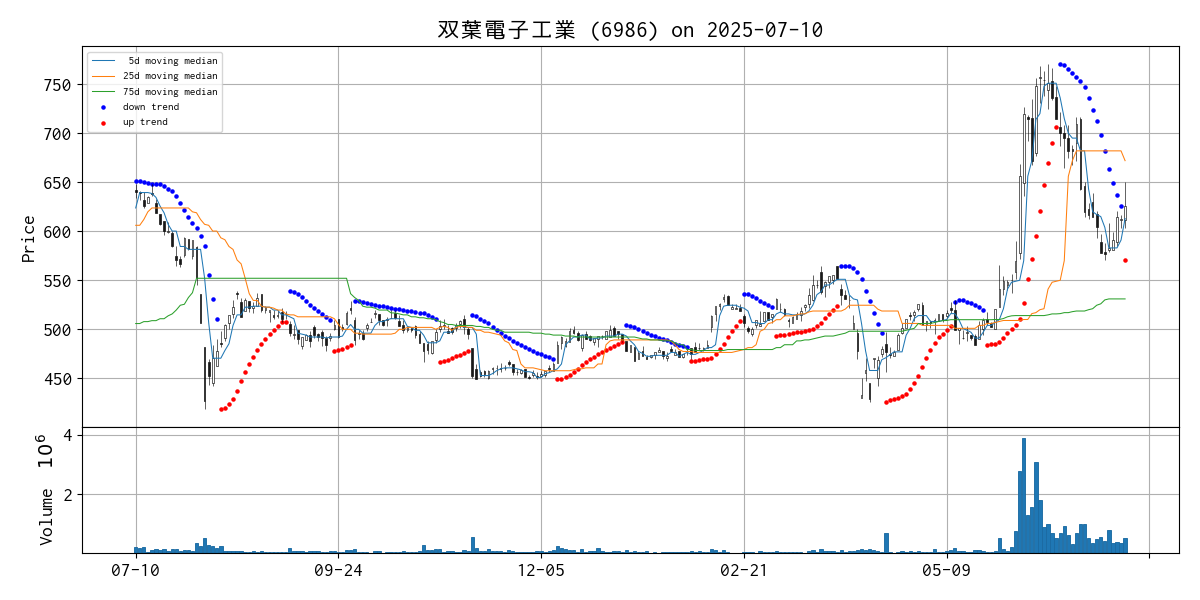 双葉電子工業 (6986) on 2025-07-10
5d moving median
25d moving median
75d moving median
down trend
up trend
Price
750
700
650
600
550
500
450
Volume 10^6
4
2
07-10 09-24 12-05 02-21 05-09